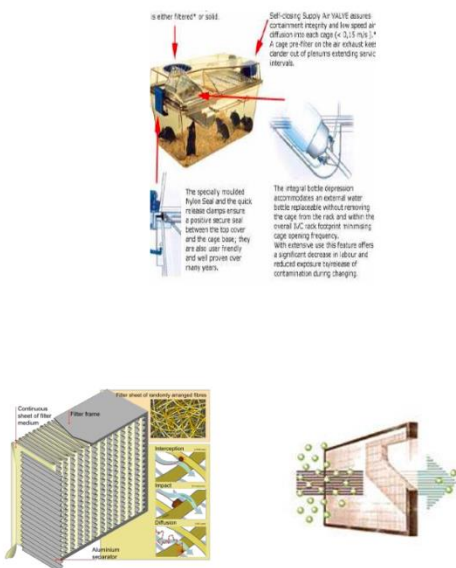 is either filtered* or solid.
Self-closing Supply Air VALVE assures
containment integrity and low speed air
diffusion into each cage (< 0,15 m/s ).*
A cage pre-filter on the air exhaust keeps
dander out of plenums extending service
intervals.
The specially moulded
Nylon Seal and the quick
release clamps ensure
a positive secure seal
between the top cover
and the cage base; they
are also user friendly
and well proven over
many years.
The integral bottle depression
accommodates an external water
bottle replaceable without removing
the cage from the rack and within the
overall IVC rack footprint minimising
cage opening frequency.
With extensive use this feature offers
a significant decrease in labour and
reduced exposure to/release of
contamination during changing.
Continuous
sheet of filter
medium
Filter frame
Filter sheet of randomly arranged fibres
Interception
Impact
Diffusion
Aluminium
separator